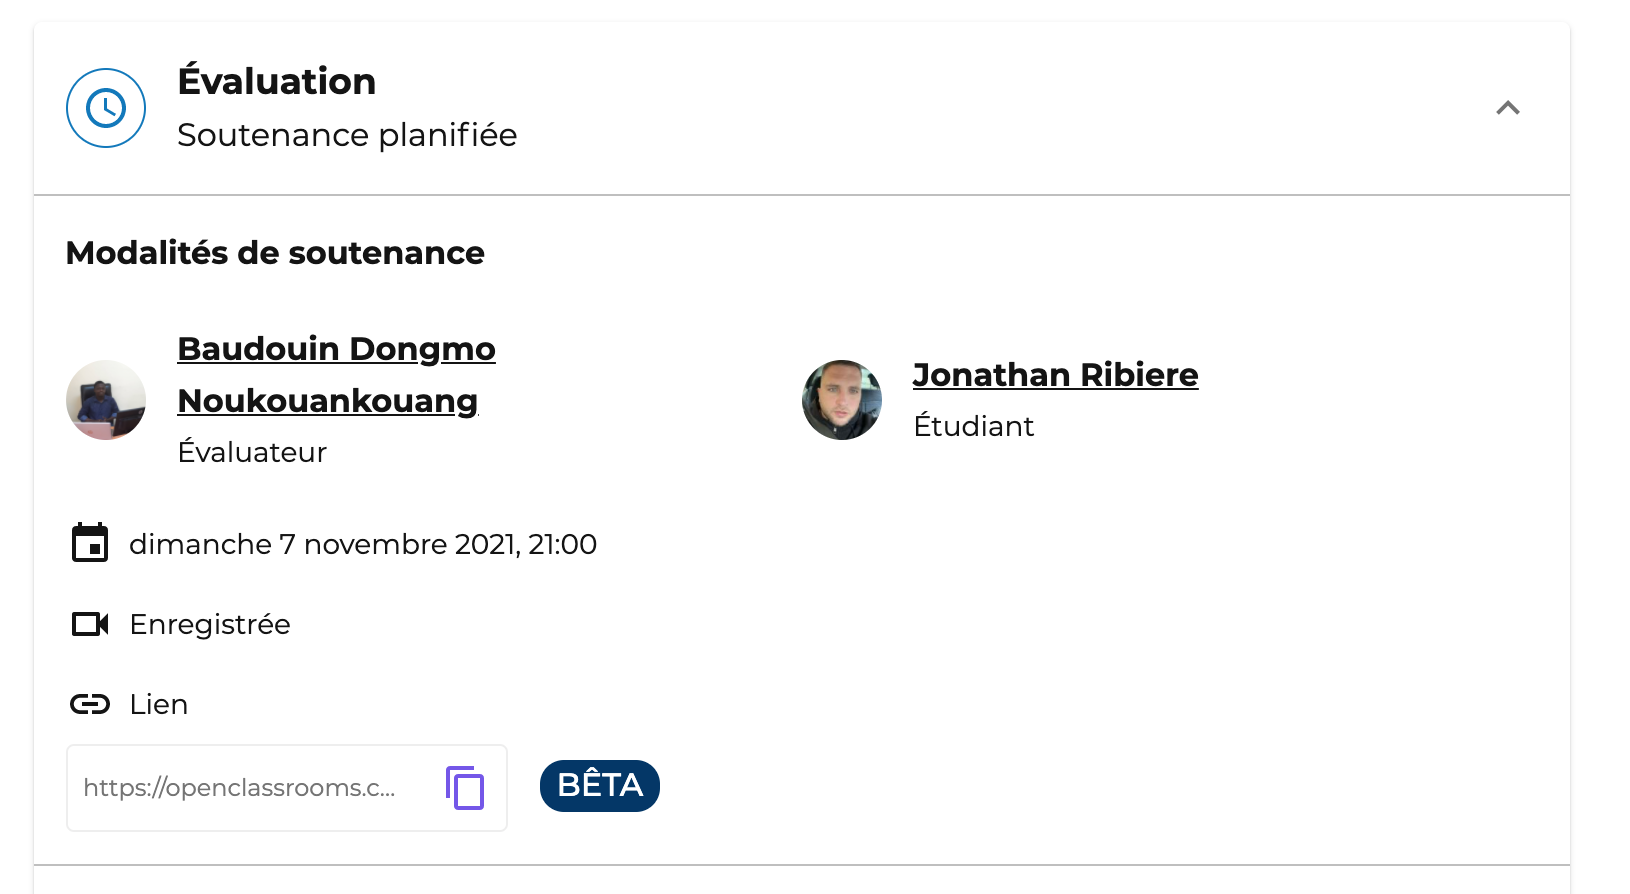 Évaluation
Soutenance planifiée
Modalités de soutenance
Baudouin Dongmo
Noukouankouang
Évaluateur
Jonathan Ribiere
Étudiant
dimanche 7 novembre 2021, 21:00
Enregistrée
Lien
https://openclassrooms.c...
BÊTA